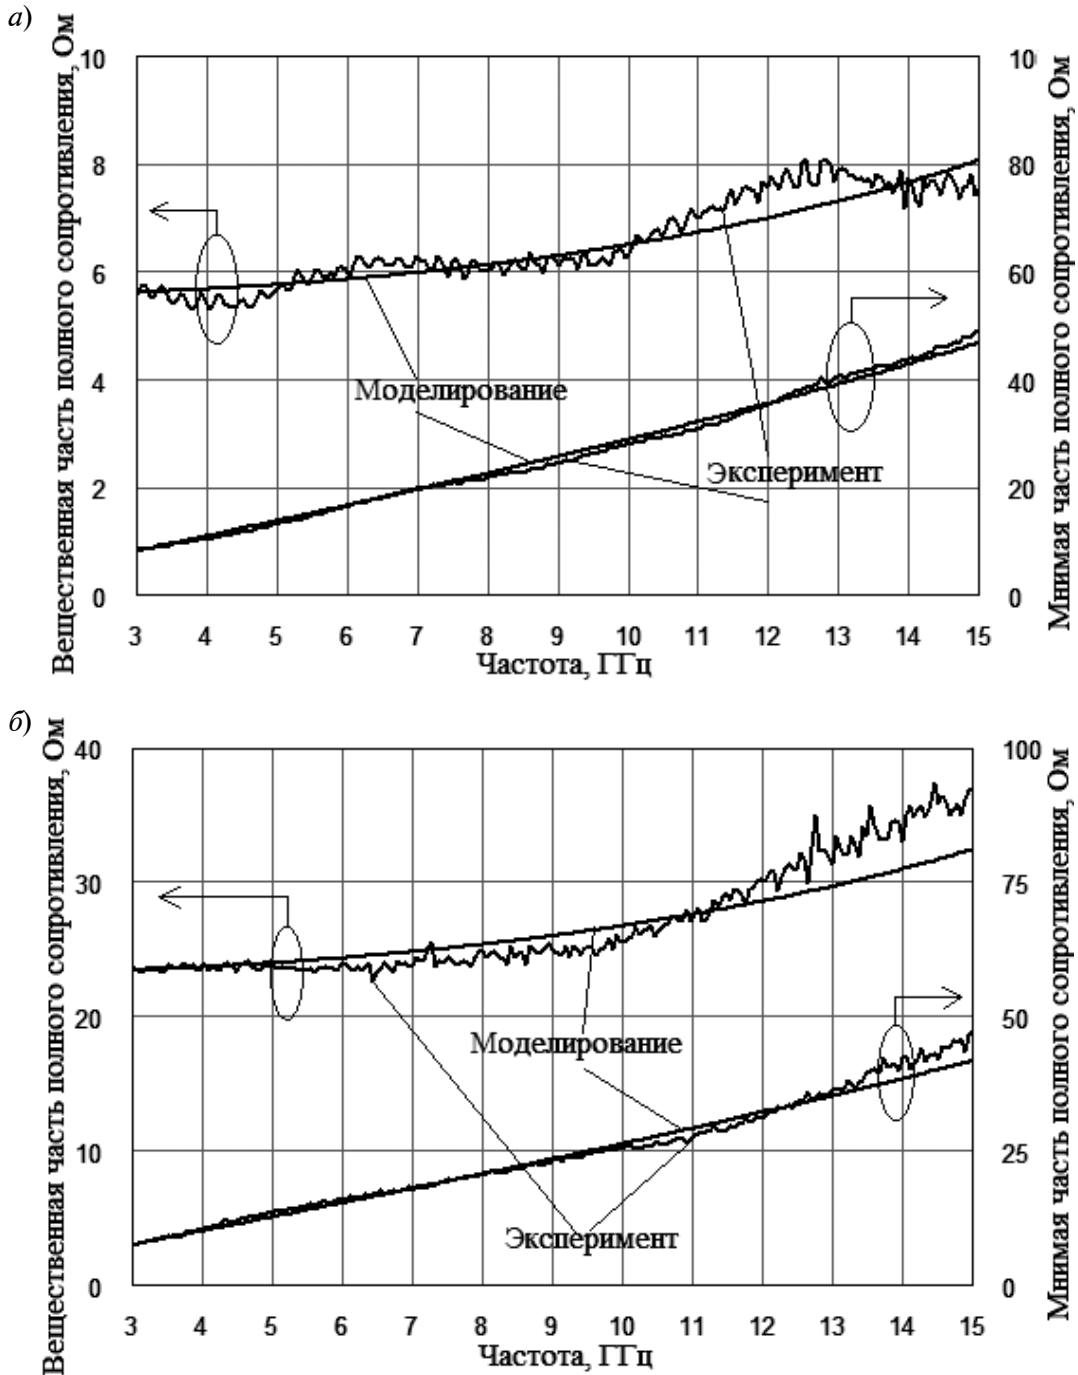 а)
Вещественная часть полного сопротивления, Ом
10
8
6
4
2
0
10
80
60
40
20
0
Мнимая часть полного сопротивления, Ом
Моделирование
Эксперимент
3 4 5 6 7 8 9 10 11 12 13 14 15
Частота, ГГц
б)
Вещественная часть полного сопротивления, Ом
40
30
20
10
0
100
75
50
25
0
Мнимая часть полного сопротивления, Ом
Моделирование
Эксперимент
3 4 5 6 7 8 9 10 11 12 13 14 15
Частота, ГГц